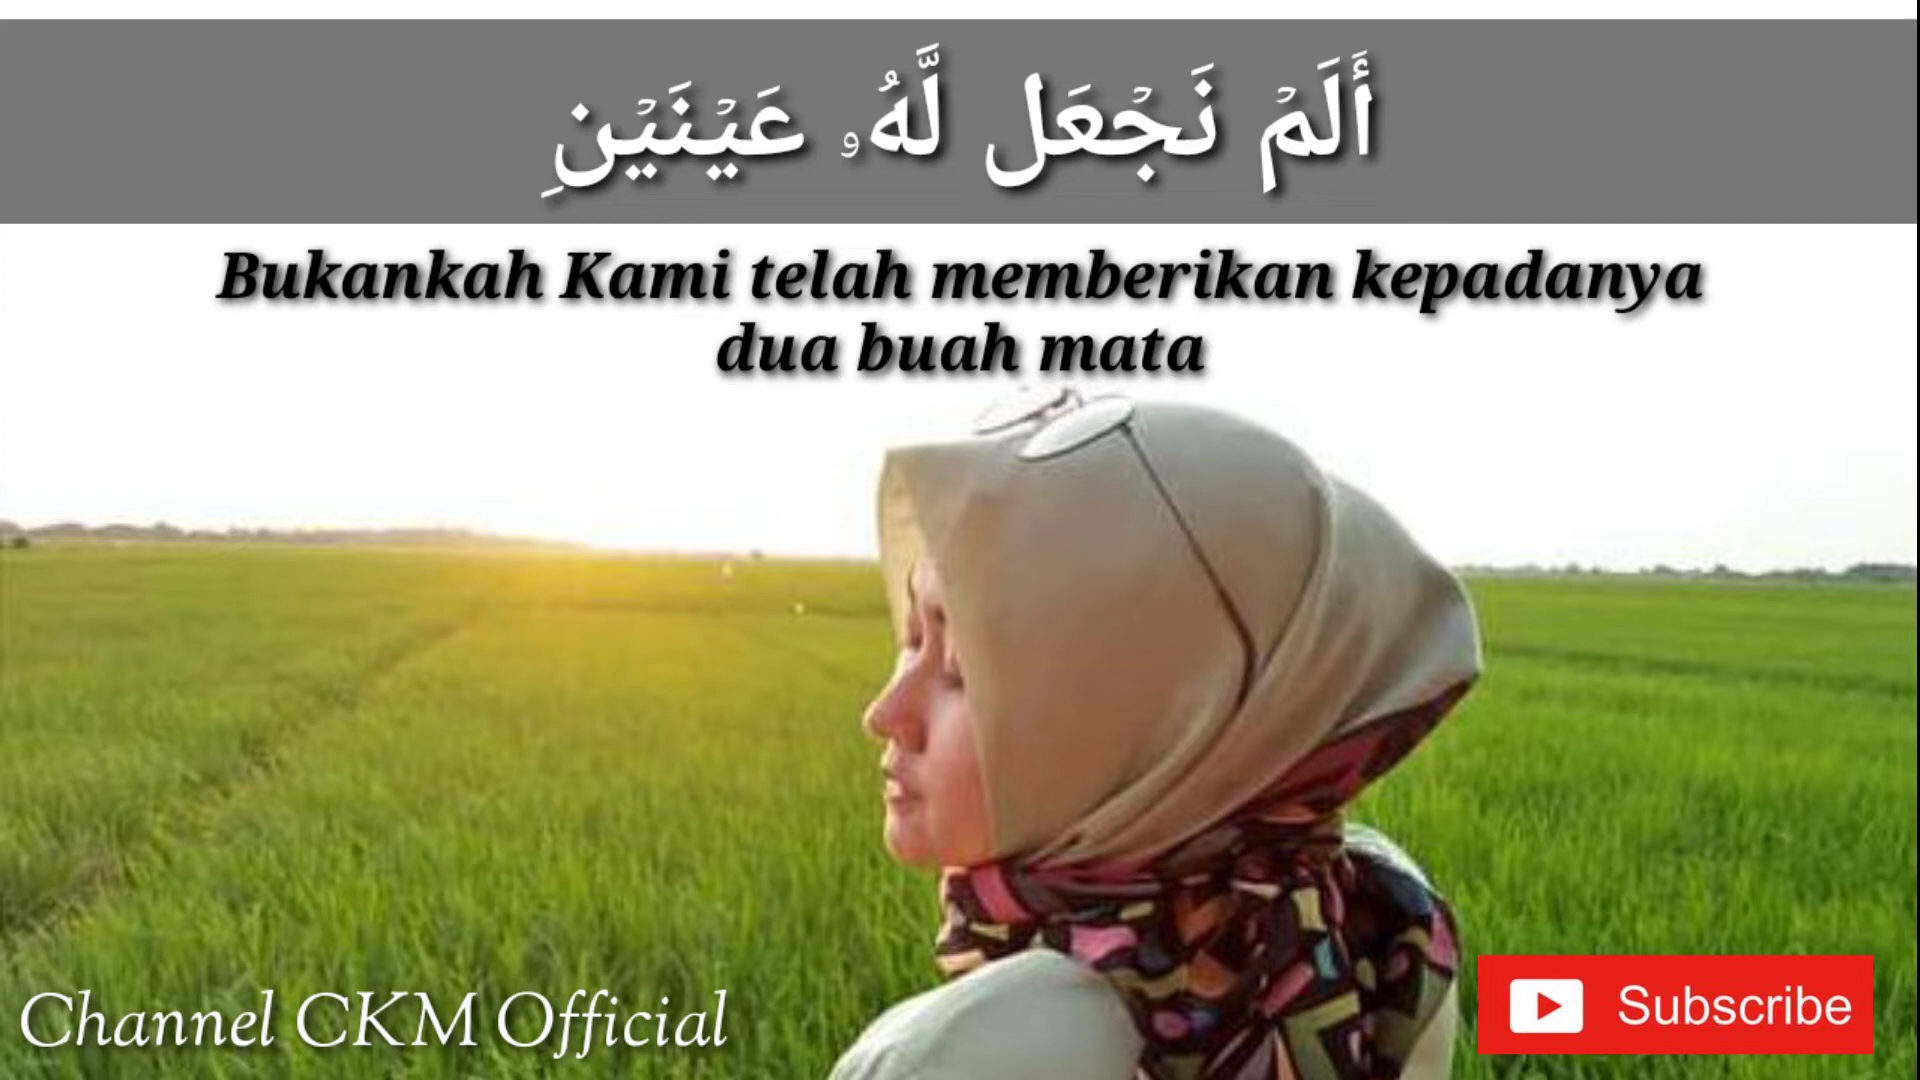 أَلَمۡ نَجۡعَل لَّهُۥ عَيۡنَيۡنِ
Bukankah Kami telah memberikan kepadanya
dua buah mata
Channel CKM Official
Subscribe